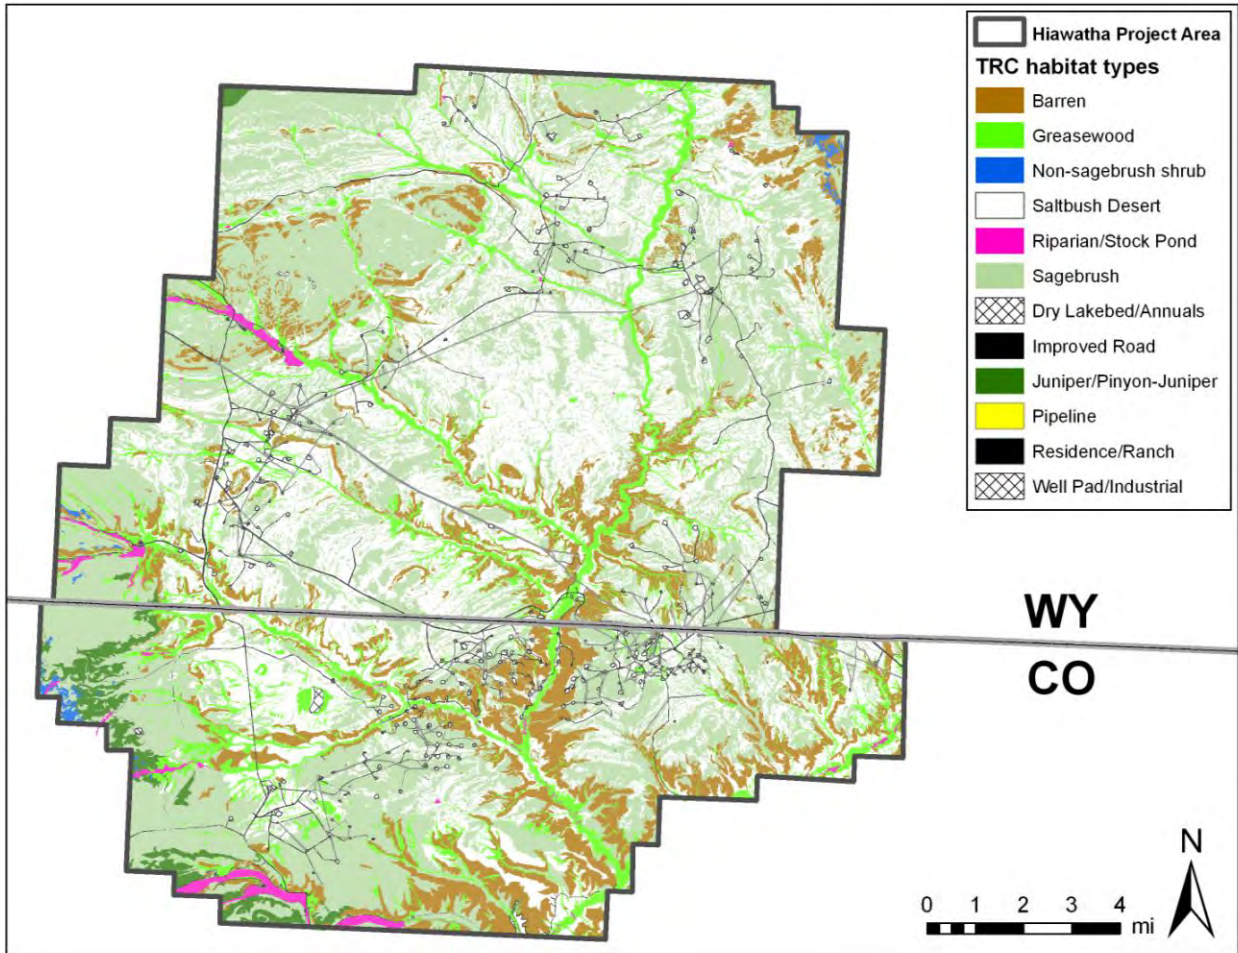 Hiawatha Project Area
TRC habitat types
Barren
Greasewood
Non-sagebrush shrub
Saltbush Desert
Riparian/Stock Pond
Sagebrush
Dry Lakebed/Annuals
Improved Road
Juniper/Pinyon-Juniper
Pipeline
Residence/Ranch
Well Pad/Industrial
WY
CO
N
0 1 2 3 4
mi